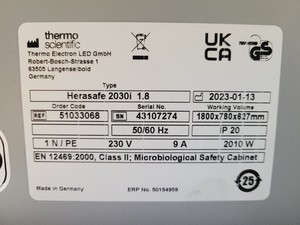 thermo
scientific
Thermo Electron LED GmbH
Robert-Bosch-Strasse 1
63505 Langenselbold
Germany
UK
CA
Type
Herasafe 2030i 1.8
2023-01-13
Order Code
Serial Number
Working Volume
REF 51033068
SN 43107274
1800x780x627mm
50/60 Hz
IP 20
1 N / PE
230 V
9 A
2010 W
EN 12469:2000, Class II; Microbiological Safety Cabinet
Made in Germany
ERP No. 50154959
25